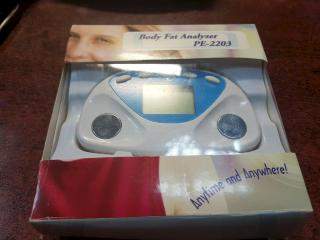 Body Fat Analyzer
PE-2203
Anytime and Anywhere!